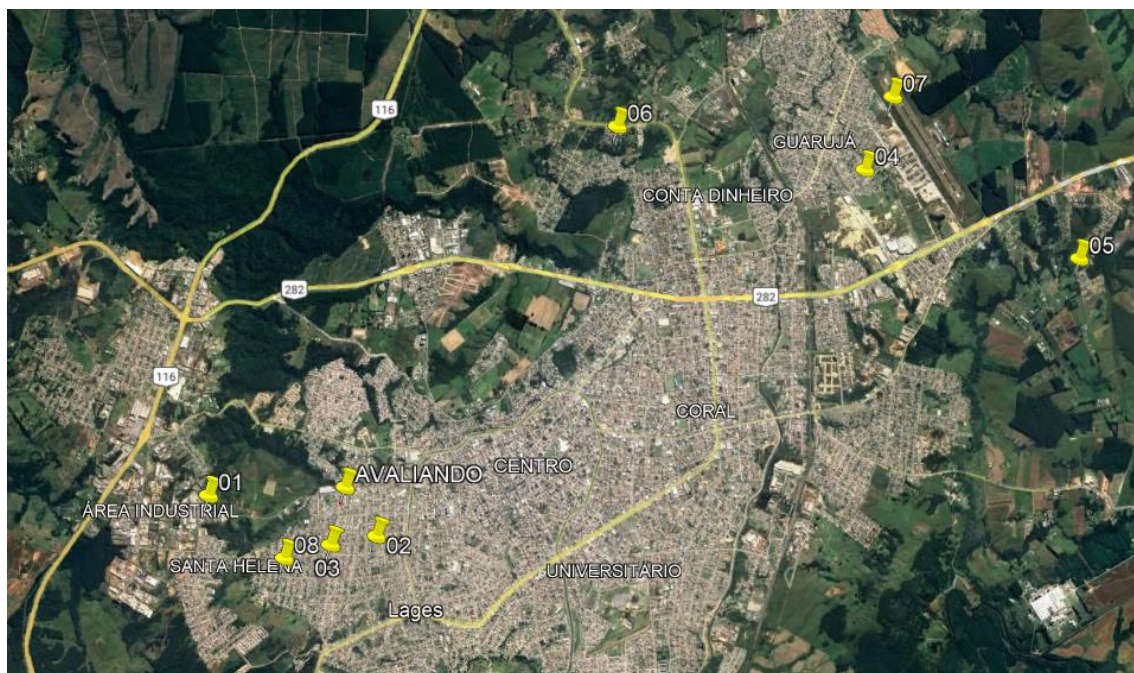 116
07
06
GUARUJÁ
04
CONTA DINHEIRO
05
282
282
116
CORAL
CENTRO
AVALIANDO
01
ÁREA INDUSTRIAL
02
08
03
SANTA HELENA
UNIVERSITÁRIO
Lages